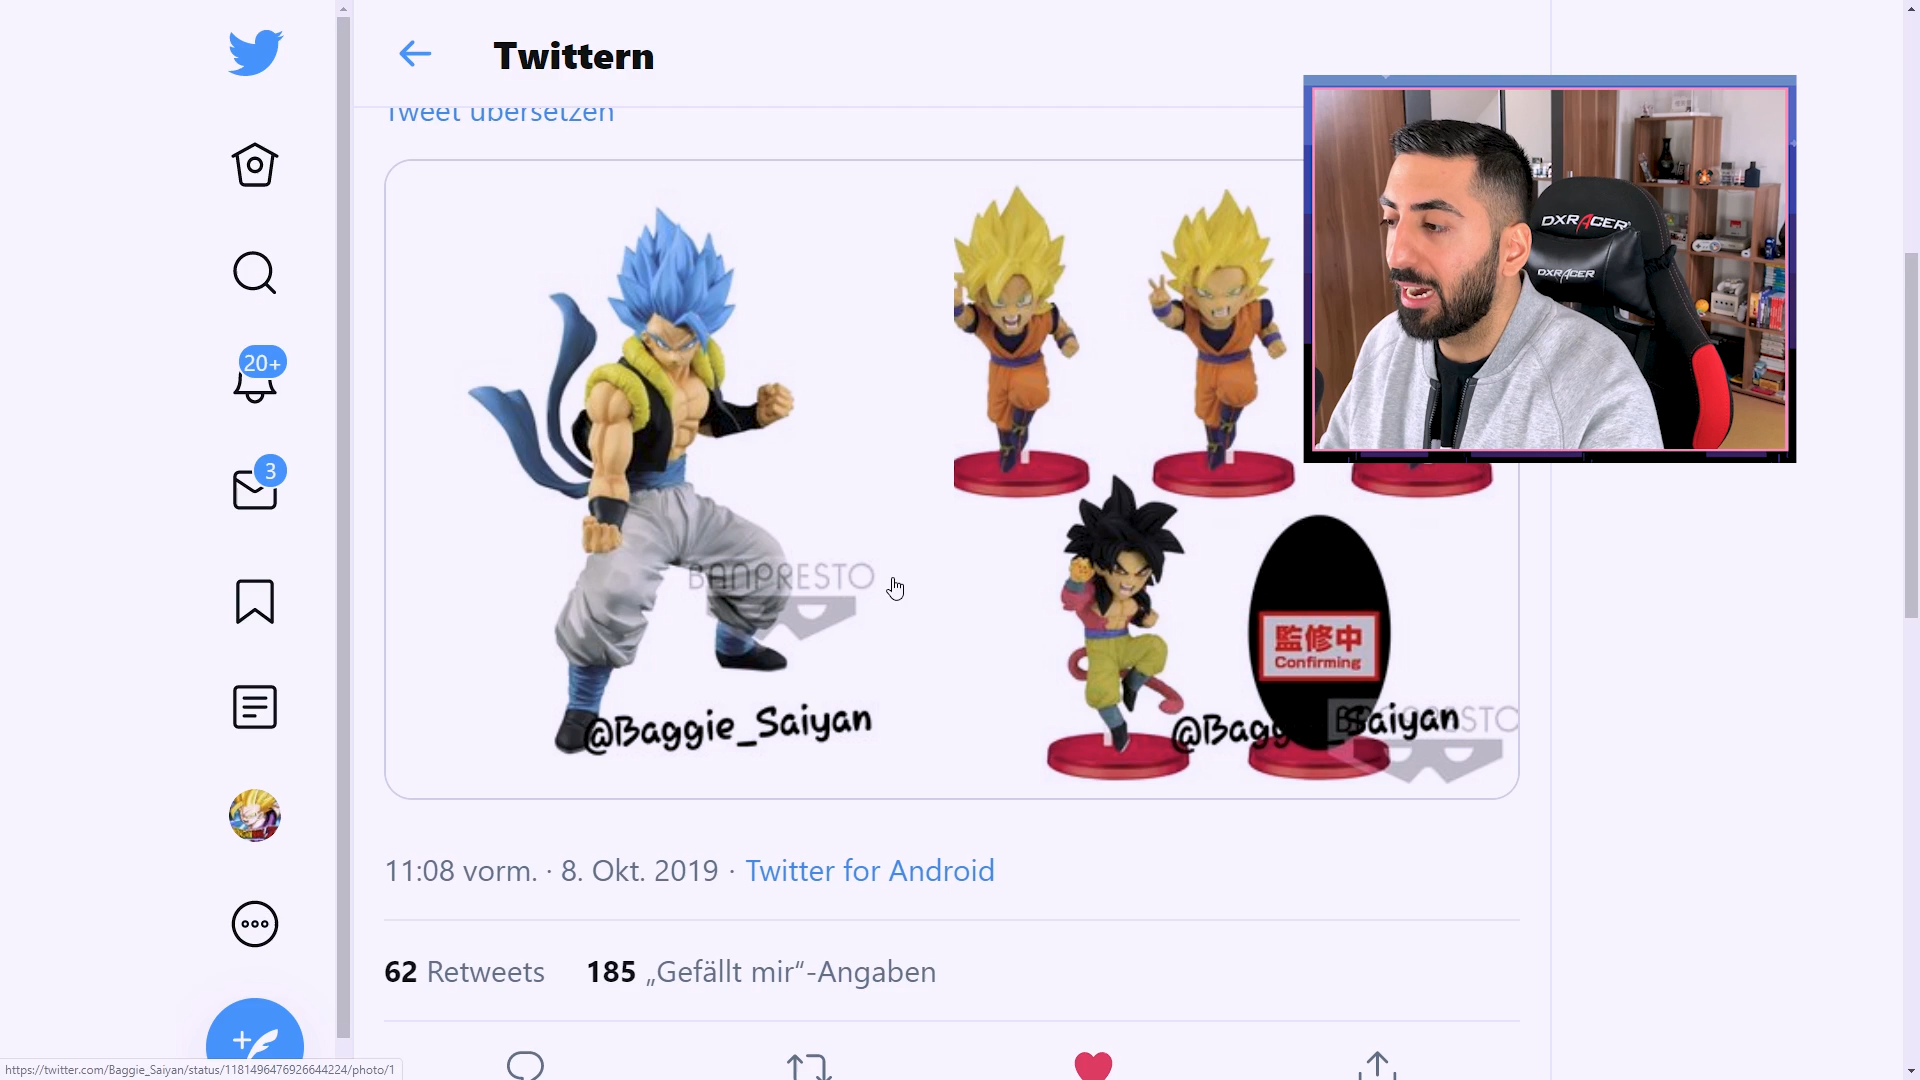 Twittern
Tweet übersetzen
20+
3
DXRACER
DXRACER
BANPRESTO
監修中
Confirming
@Baggie_Saiyan
@Bagg Saiyan
11:08 vorm. · 8. Okt. 2019 · Twitter for Android
62 Retweets 185 „Gefällt mir“-Angaben
https://twitter.com/Baggie_Saiyan/status/1181496476926644224/photo/1